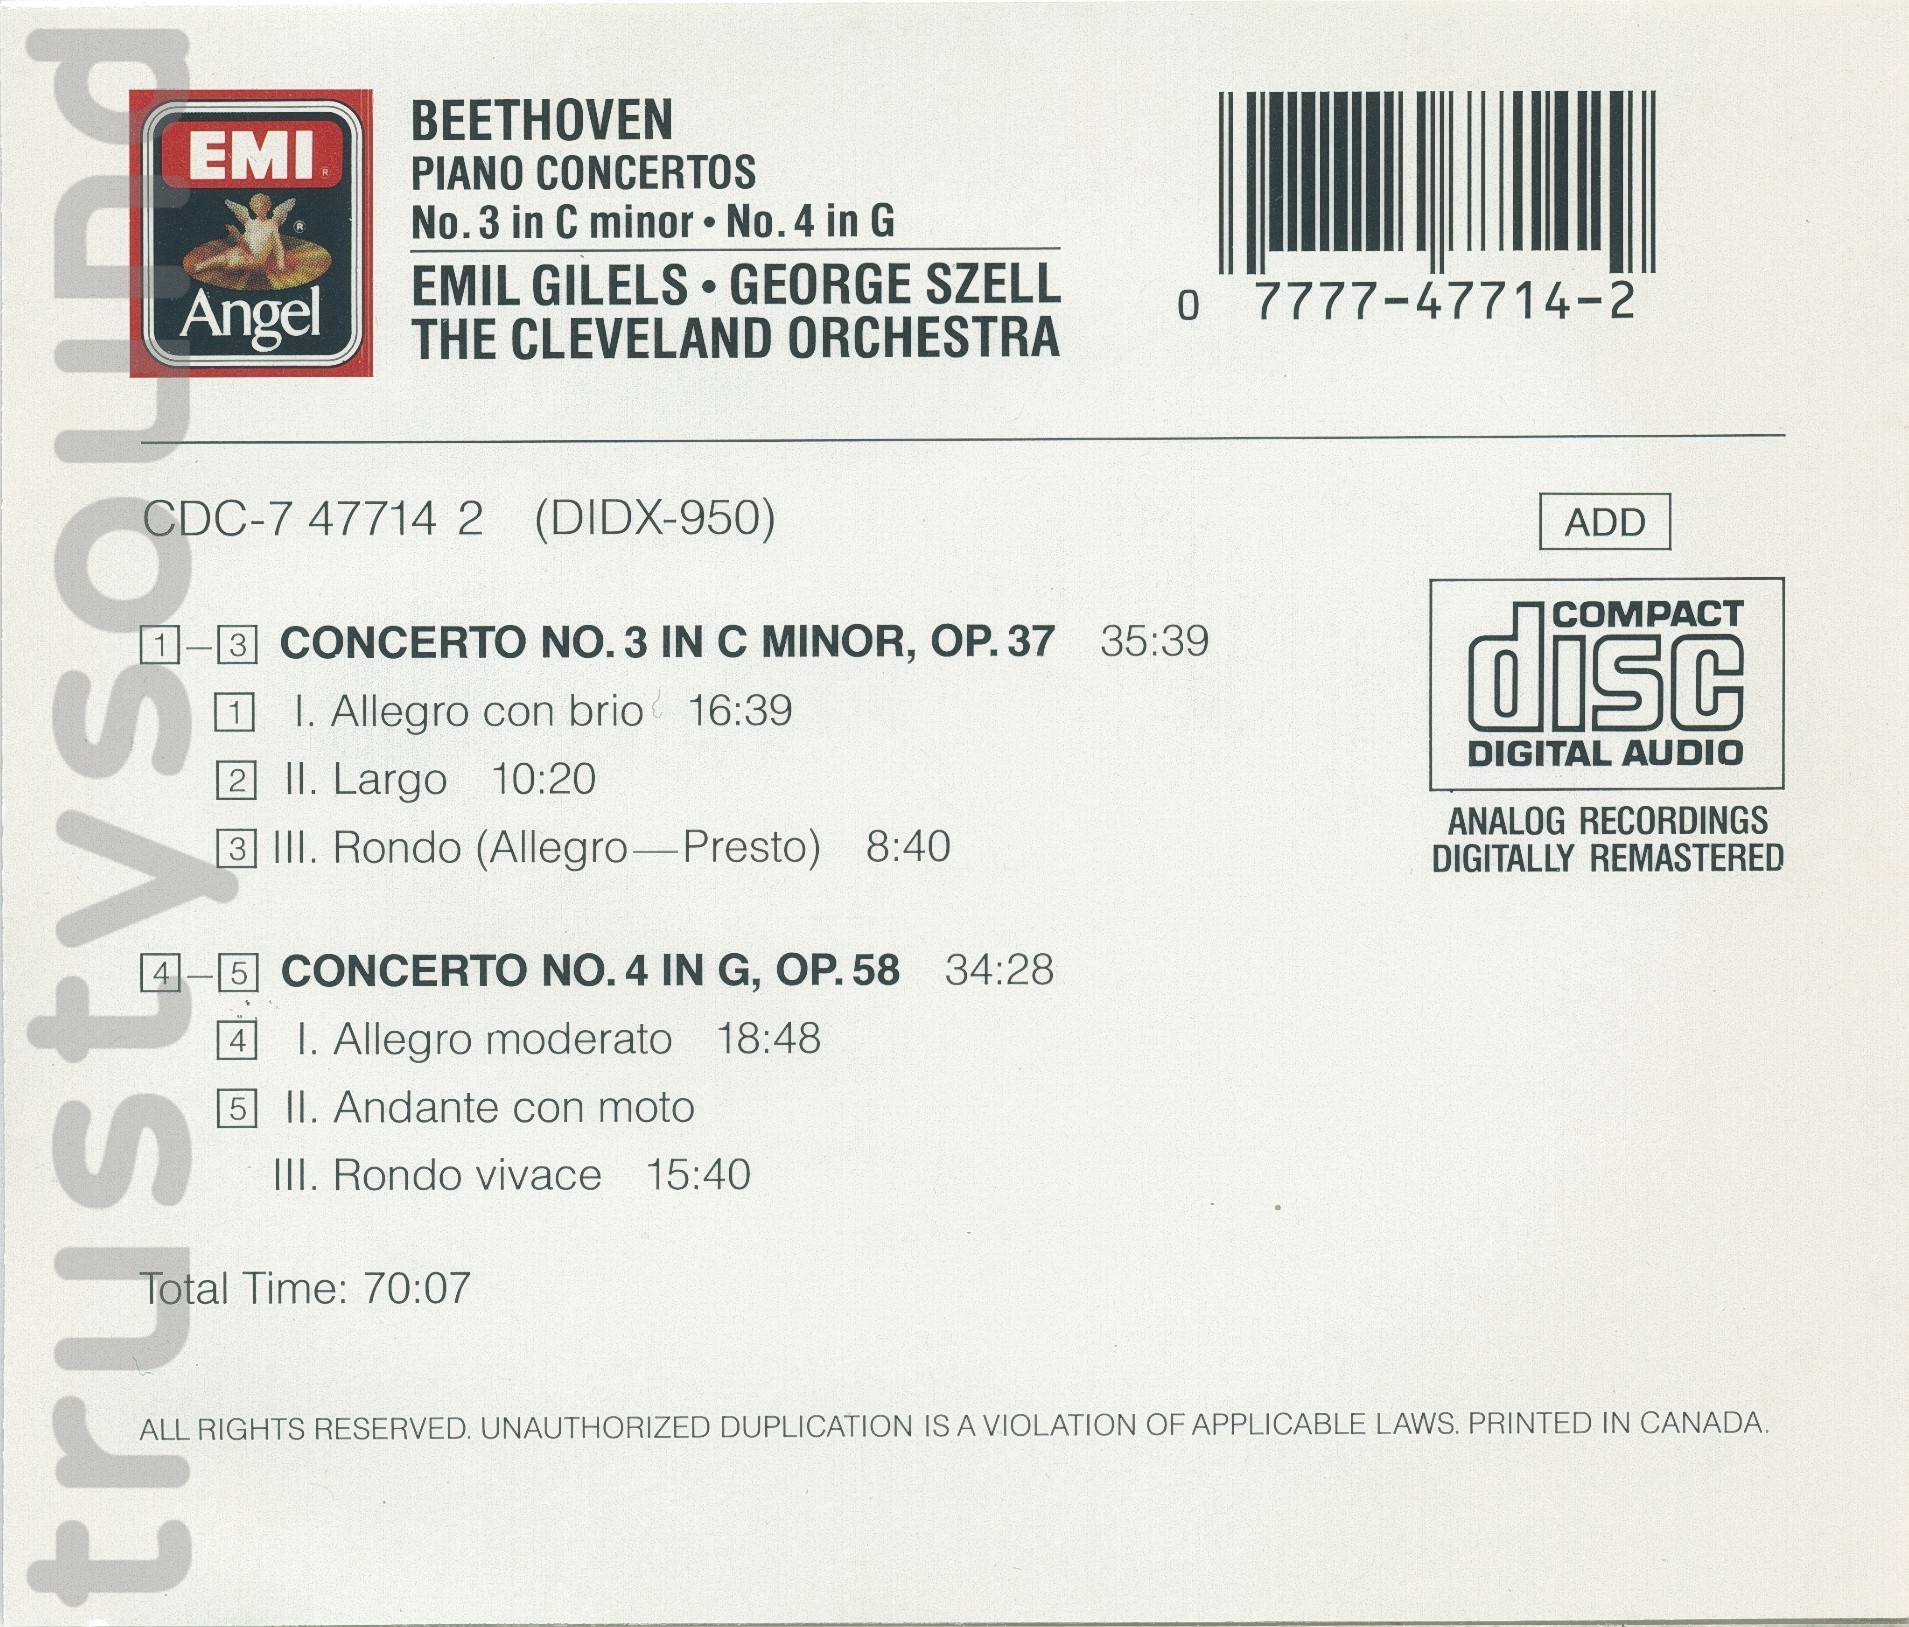 EMI
Angel
BEETHOVEN
PIANO CONCERTOS
No. 3 in C minor • No. 4 in G
EMIL GILELS • GEORGE SZELL
THE CLEVELAND ORCHESTRA
0 7777-47714-2
CDC-7 47714 2 (DIDX-950)
ADD
COMPACT
disc
DIGITAL AUDIO
ANALOG RECORDINGS
DIGITALLY REMASTERED
1–3 CONCERTO NO. 3 IN C MINOR, OP. 37 35:39
1 I. Allegro con brio 16:39
2 II. Largo 10:20
3 III. Rondo (Allegro—Presto) 8:40
4–5 CONCERTO NO. 4 IN G, OP. 58 34:28
4 I. Allegro moderato 18:48
5 II. Andante con moto
III. Rondo vivace 15:40
Total Time: 70:07
ALL RIGHTS RESERVED. UNAUTHORIZED DUPLICATION IS A VIOLATION OF APPLICABLE LAWS. PRINTED IN CANADA.
trustysound